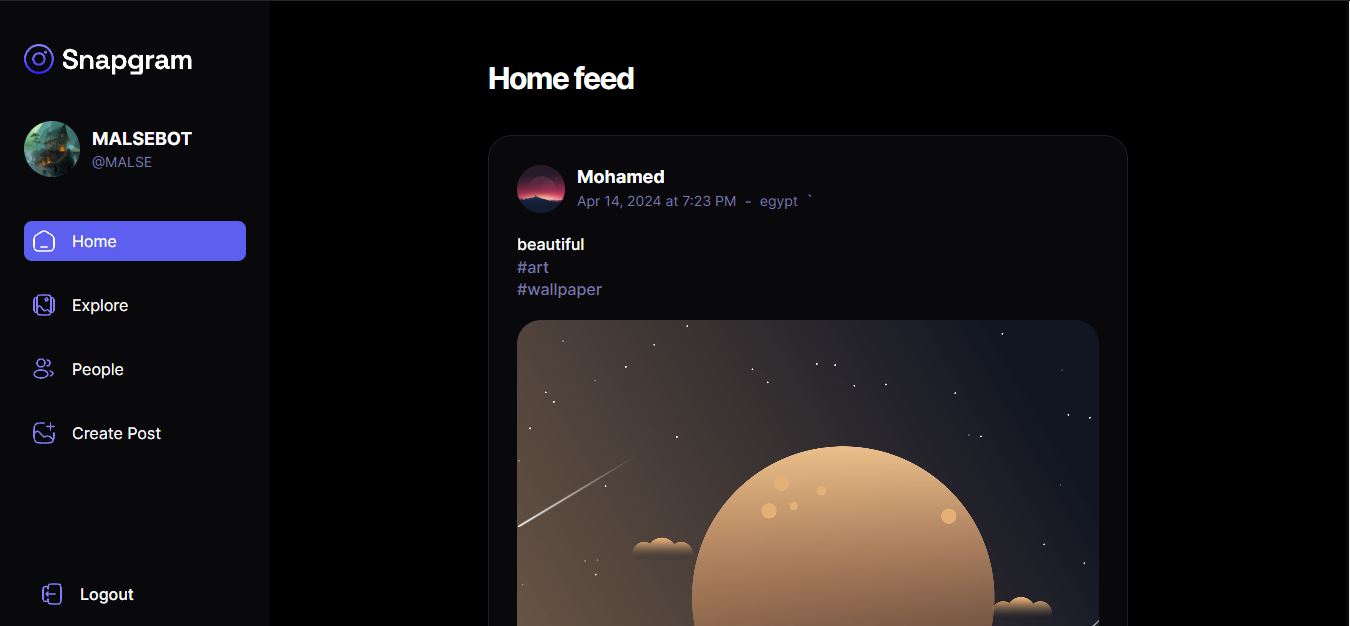 Snapgram
MALSEBOT
@MALSE
Home
Explore
People
Create Post
Logout
Home feed
Mohamed
Apr 14, 2024 at 7:23 PM - egypt `
beautiful
#art
#wallpaper